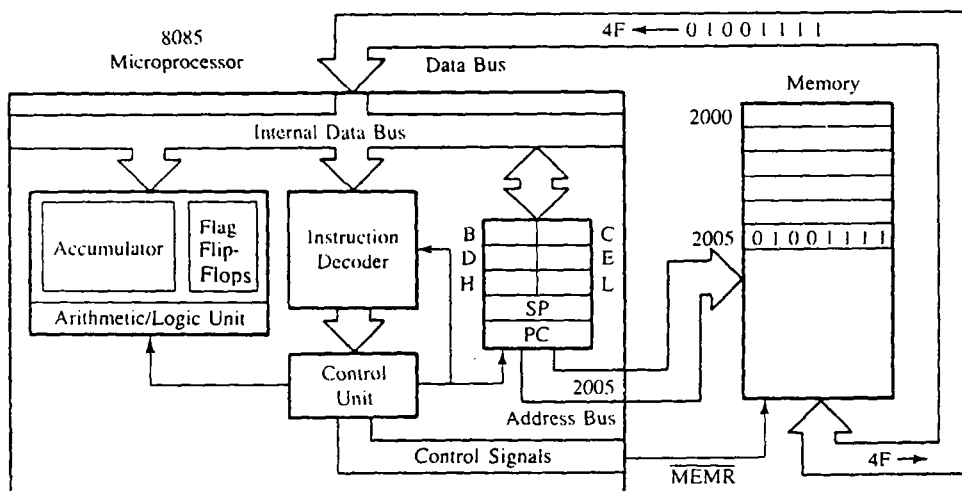 8085
Microprocessor
4F ← 0 1 0 0 1 1 1 1
Data Bus
Memory
Internal Data Bus
2000
Accumulator
Flag
Flip-
Flops
Instruction
Decoder
B C
D E
H L
SP
PC
2005 0 1 0 0 1 1 1 1
Arithmetic/Logic Unit
Control
Unit
2005
Address Bus
Control Signals
M̅E̅M̅R̅
4F →